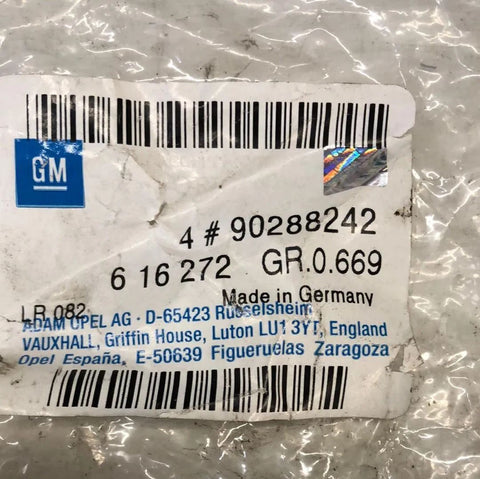 GM
4 # 90288242
6 16 272 GR.0.669
Made in Germany
LR 082
ADAM OPEL AG · D-65423 Rüsselsheim
VAUXHALL, Griffin House, Luton LU1 3YT, England
Opel España, E-50639 Figueruelas Zaragoza